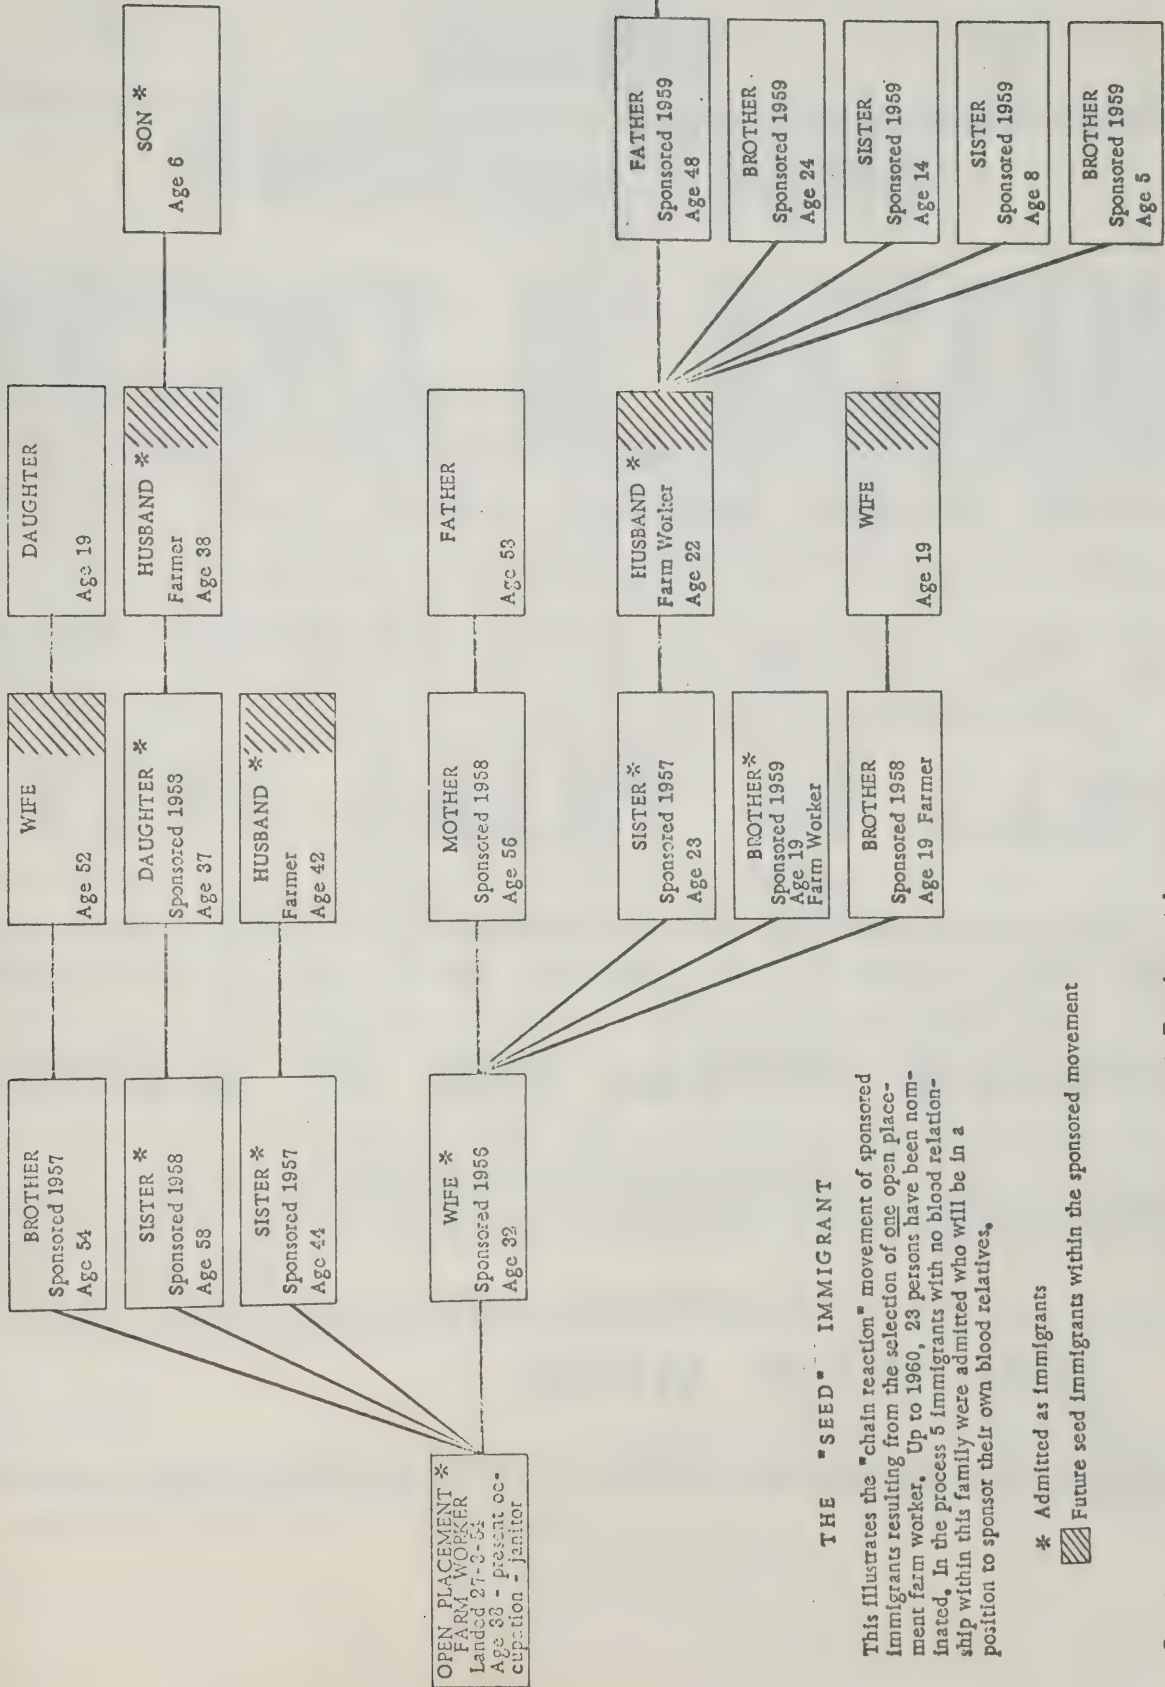 BROTHER
Sponsored 1957
Age 54
WIFE
Age 52
DAUGHTER
Age 19
SISTER *
Sponsored 1958
Age 58
DAUGHTER *
Sponsored
Age 37
HUSBAND *
Farmer
Age 38
SON *
Age 6
SISTER *
Sponsored 1957
Age 44
HUSBAND *
Farmer
Age 42
OPEN PLACEMENT *
FARM WORKER
Landed
Age 38 - present oc-
cupation - janitor
WIFE *
Sponsored 1956
Age 32
MOTHER
Sponsored 1958
Age 56
FATHER
Age 53
SISTER *
Sponsored 1957
Age 23
HUSBAND *
Farm Worker
Age 22
FATHER
Sponsored 1959
Age 48
BROTHER *
Sponsored 1959
Age 19
Farm Worker
BROTHER
Sponsored 1959
Age 24
BROTHER
Sponsored 1958
Age 19 Farmer
WIFE
Age 19
SISTER
Sponsored 1959
Age 14
SISTER
Sponsored 1959
Age 8
BROTHER
Sponsored 1959
Age 5
THE "SEED" IMMIGRANT
This illustrates the "chain reaction" movement of sponsored
immigrants resulting from the selection of one open place-
ment farm worker. Up to 1960, 23 persons have been nom-
inated. In the process 5 immigrants with no blood relation-
ship within this family were admitted who will be in a
position to sponsor their own blood relatives.
* Admitted as immigrants
Future seed immigrants within the sponsored movement